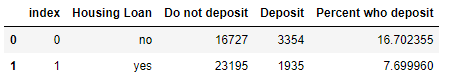 index Housing Loan Do not deposit Deposit Percent who deposit
0 0 no 16727 3354 16.702355
1 1 yes 23195 1935 7.699960